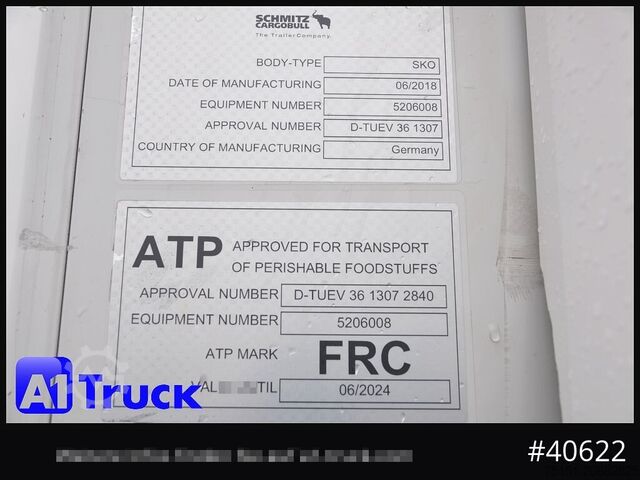 SCHMITZ
CARGOBULL
The Trailer Company.
BODY-TYPE SKO
DATE OF MANUFACTURING 06/2018
EQUIPMENT NUMBER 5206008
APPROVAL NUMBER D-TUEV 36 1307
COUNTRY OF MANUFACTURING Germany
ATP APPROVED FOR TRANSPORT
OF PERISHABLE FOODSTUFFS
APPROVAL NUMBER D-TUEV 36 1307 2840
EQUIPMENT NUMBER 5206008
ATP MARK FRC
06/2024
A1 Truck
#40622